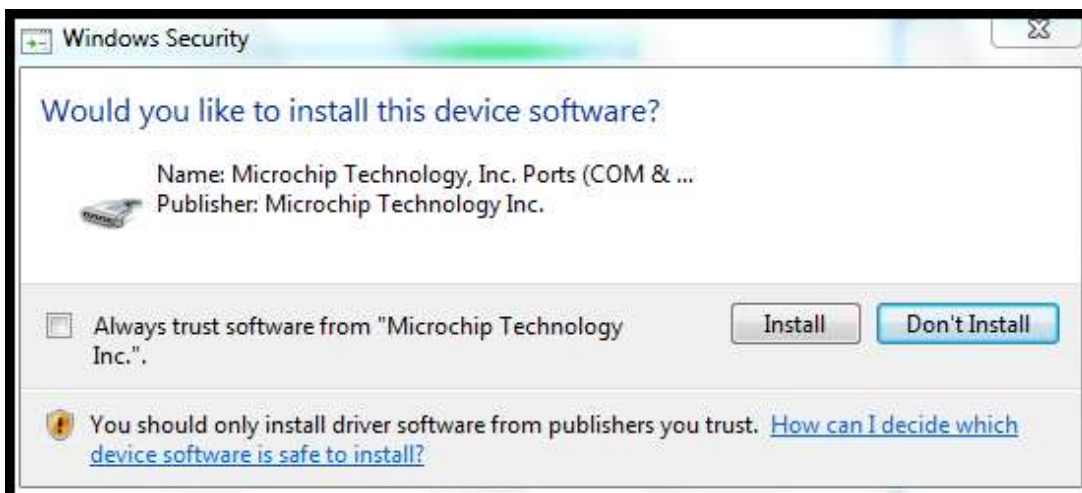 Windows Security
Would you like to install this device software?
Name: Microchip Technology, Inc. Ports (COM & ...
Publisher: Microchip Technology Inc.
Always trust software from "Microchip Technology
Inc.".
Install
Don't Install
You should only install driver software from publishers you trust. How can I decide which
device software is safe to install?